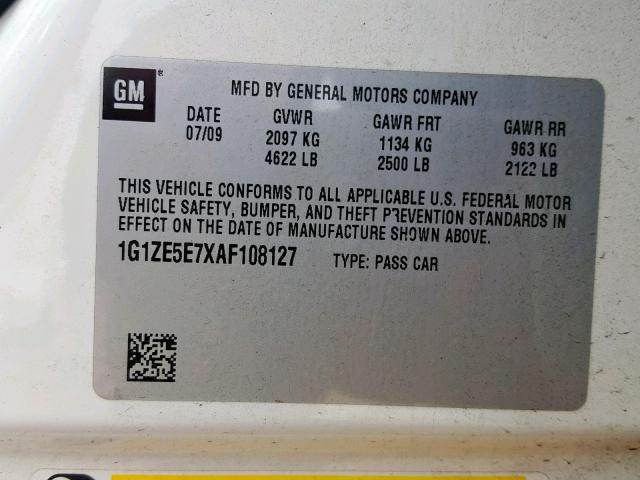 GM
MFD BY GENERAL MOTORS COMPANY
DATE GVWR GAWR FRT GAWR RR
07/09 2097 KG 1134 KG 963 KG
4622 LB 2500 LB 2122 LB
THIS VEHICLE CONFORMS TO ALL APPLICABLE U.S. FEDERAL MOTOR
VEHICLE SAFETY, BUMPER, AND THEFT PREVENTION STANDARDS IN
EFFECT ON THE DATE OF MANUFACTURE SHOWN ABOVE.
1G1ZE5E7XAF108127 TYPE: PASS CAR